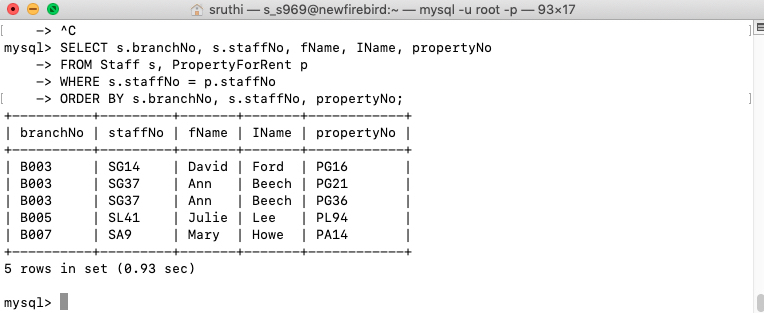 sruthi — s_s969@newfirebird:~ — mysql -u root -p — 93×17
[    -> ^C                                                                                   ]
mysql> SELECT s.branchNo, s.staffNo, fName, IName, propertyNo
    -> FROM Staff s, PropertyForRent p
    -> WHERE s.staffNo = p.staffNo
[    -> ORDER BY s.branchNo, s.staffNo, propertyNo;                                          ]
+----------+---------+-------+-------+------------+
| branchNo | staffNo | fName | IName | propertyNo |
+----------+---------+-------+-------+------------+
| B003     | SG14    | David | Ford  | PG16       |
| B003     | SG37    | Ann   | Beech | PG21       |
| B003     | SG37    | Ann   | Beech | PG36       |
| B005     | SL41    | Julie | Lee   | PL94       |
| B007     | SA9     | Mary  | Howe  | PA14       |
+----------+---------+-------+-------+------------+
5 rows in set (0.93 sec)
mysql>